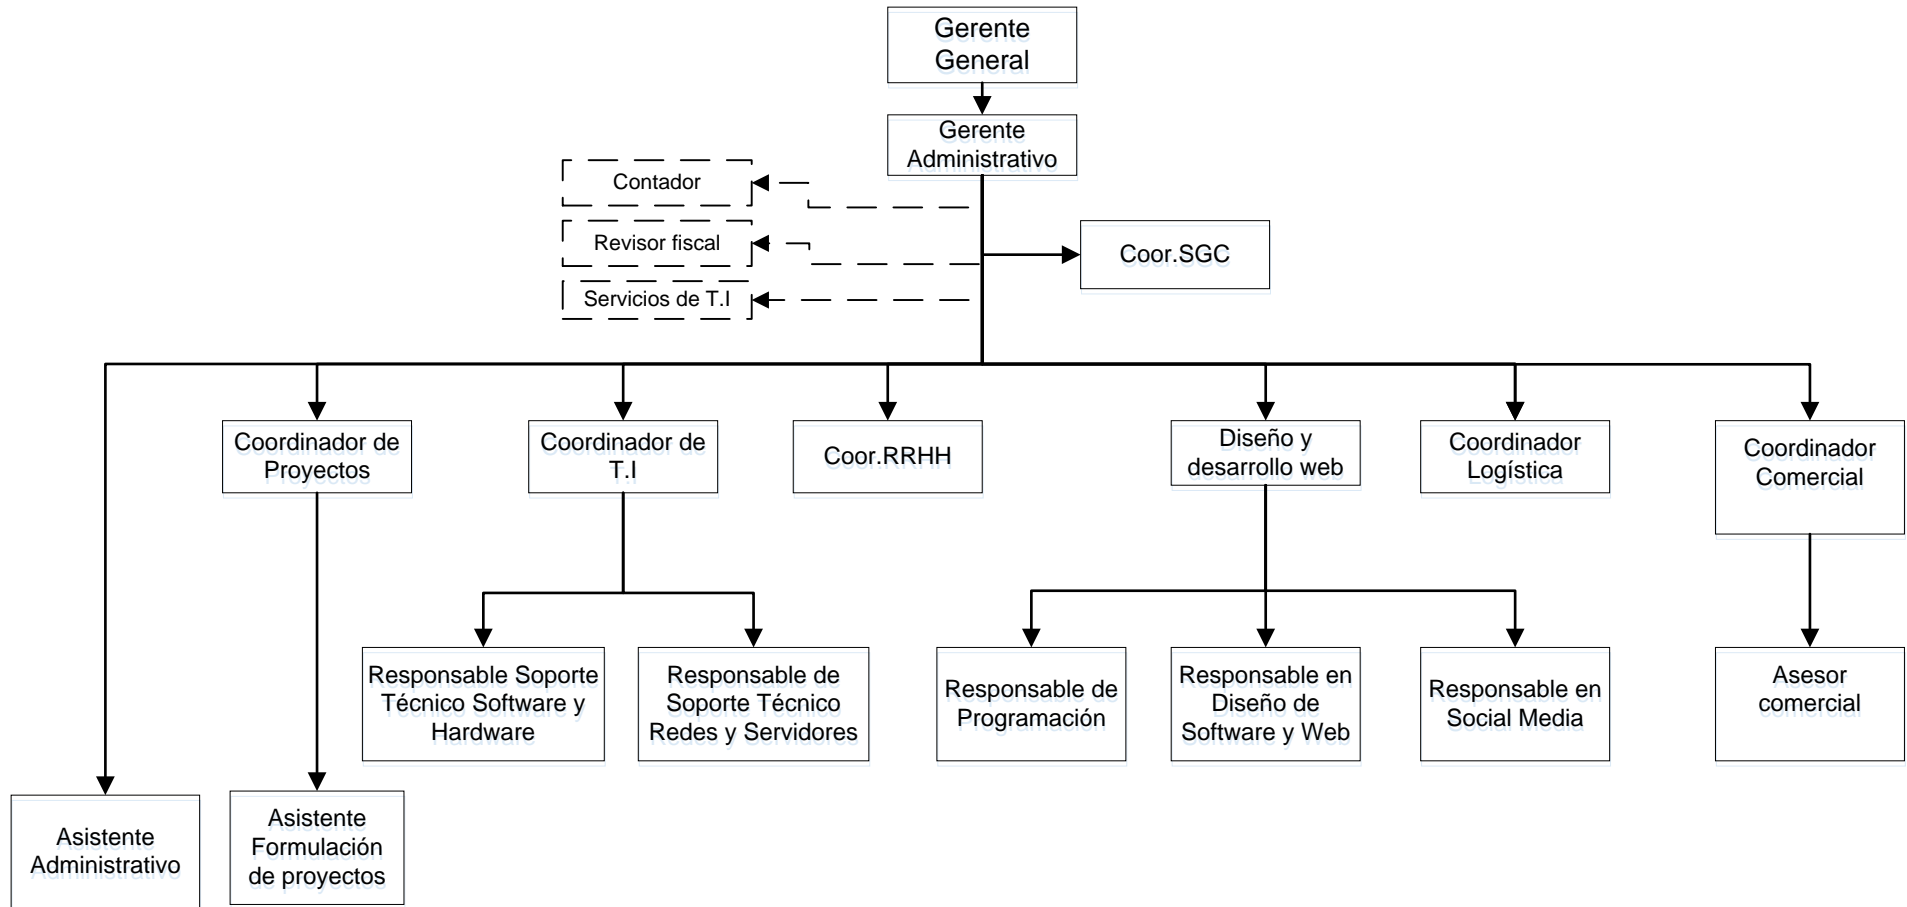 Gerente
General
Gerente
Administrativo
Contador
Revisor fiscal
Servicios de T.I
Coor.SGC
Coordinador de
Proyectos
Coordinador de
T.I
Coor.RRHH
Diseño y
desarrollo web
Coordinador
Logística
Coordinador
Comercial
Responsable Soporte
Técnico Software y
Hardware
Responsable de
Soporte Técnico
Redes y Servidores
Responsable de
Programación
Responsable en
Diseño de
Software y Web
Responsable en
Social Media
Asesor
comercial
Asistente
Administrativo
Asistente
Formulación
de proyectos